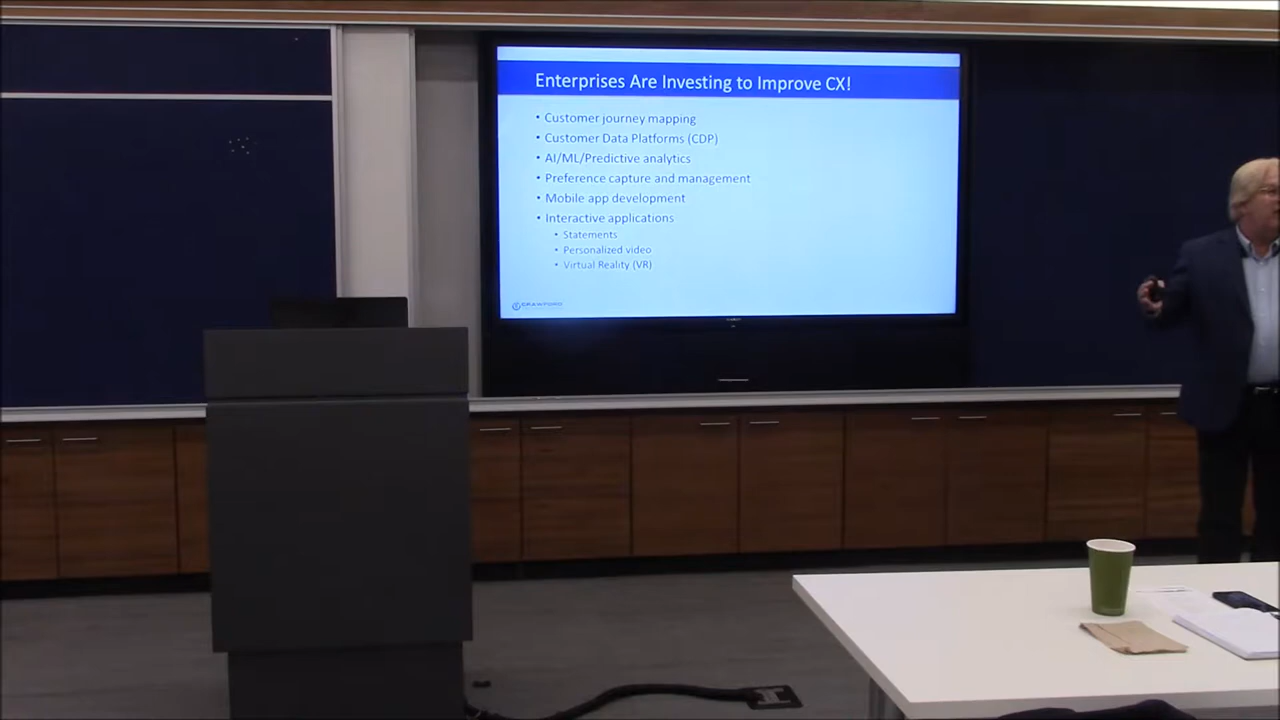 Enterprises Are Investing to Improve CX!
• Customer journey mapping
• Customer Data Platforms (CDP)
• AI/ML/Predictive analytics
• Preference capture and management
• Mobile app development
• Interactive applications
• Statements
• Personalized video
• Virtual Reality (VR)
CRAWFORD